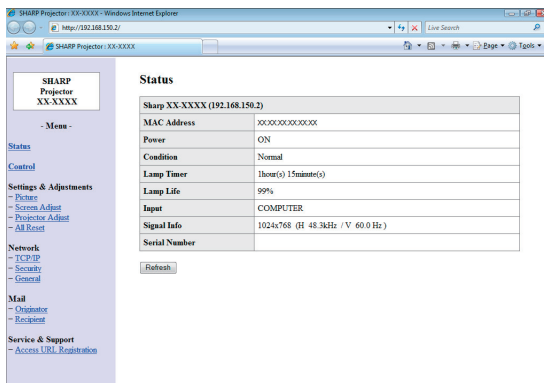 SHARP Projector : XX-XXXX - Windows Internet Explorer
http://192.168.150.2/
Live Search
SHARP Projector : XX-XXXX
Page
Tools
SHARP
Projector
XX-XXXX
- Menu -
Status
Control
Settings & Adjustments
- Picture
- Screen Adjust
- Projector Adjust
- All Reset
Network
- TCP/IP
- Security
- General
Mail
- Originator
- Recipient
Service & Support
- Access URL Registration
Status
Sharp XX-XXXX (192.168.150.2)
MAC Address XX:XX:XX:XX:XX:XX
Power ON
Condition Normal
Lamp Timer 1hour(s) 15minute(s)
Lamp Life 99%
Input COMPUTER
Signal Info 1024x768 (H 48.3kHz / V 60.0 Hz )
Serial Number
Refresh